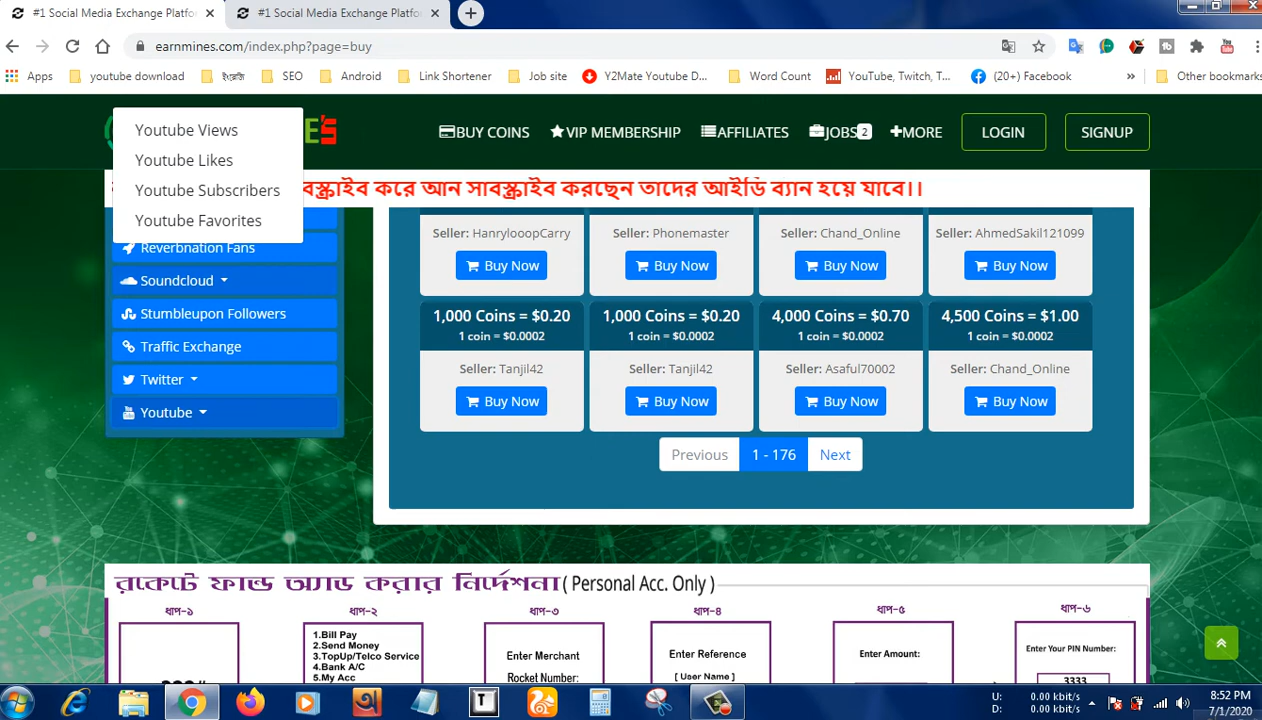 #1 Social Media Exchange Platfo
#1 Social Media Exchange Platfo
earnmines.com/index.php?page=buy
Apps
youtube download
ইংরেজি
SEO
Android
Link Shortener
Job site
Y2Mate Youtube D...
Word Count
YouTube, Twitch, T...
(20+) Facebook
»
Other bookmarks
E'S
BUY COINS
VIP MEMBERSHIP
AFFILIATES
JOBS 2
MORE
LOGIN
SIGNUP
Youtube Views
Youtube Likes
Youtube Subscribers
Youtube Favorites
করে আন সাবস্ক্রাইব করছেন তাদের আইডি ব্যান হয়ে যাবে।।
Reverbnation Fans
Soundcloud
Stumbleupon Followers
Traffic Exchange
Twitter
Youtube
Seller: HanryloopCarry
Seller: Phonemaster
Seller: Chand_Online
Seller: AhmedSakil121099
Buy Now
Buy Now
Buy Now
Buy Now
1,000 Coins = $0.20
1,000 Coins = $0.20
4,000 Coins = $0.70
4,500 Coins = $1.00
1 coin = $0.0002
1 coin = $0.0002
1 coin = $0.0002
1 coin = $0.0002
Seller: Tanjil42
Seller: Tanjil42
Seller: Asaful70002
Seller: Chand_Online
Buy Now
Buy Now
Buy Now
Buy Now
Previous
1 - 176
Next
রকেটে ফান্ড অ্যাড করার নির্দেশনা ( Personal Acc. Only )
ধাপ-১
ধাপ-২
ধাপ-৩
ধাপ-৪
ধাপ-৫
ধাপ-৬
1.Bill Pay
2.Send Money
3.TopUp/Telco Service
4.Bank A/C
5.My Acc
Enter Merchant
Rocket Number:
Enter Reference
[ User Name ]
Enter Amount:
Enter Your PIN Number:
3333
U: 0.00 kbit/s
D: 0.00 kbit/s
8:52 PM
7/1/2020